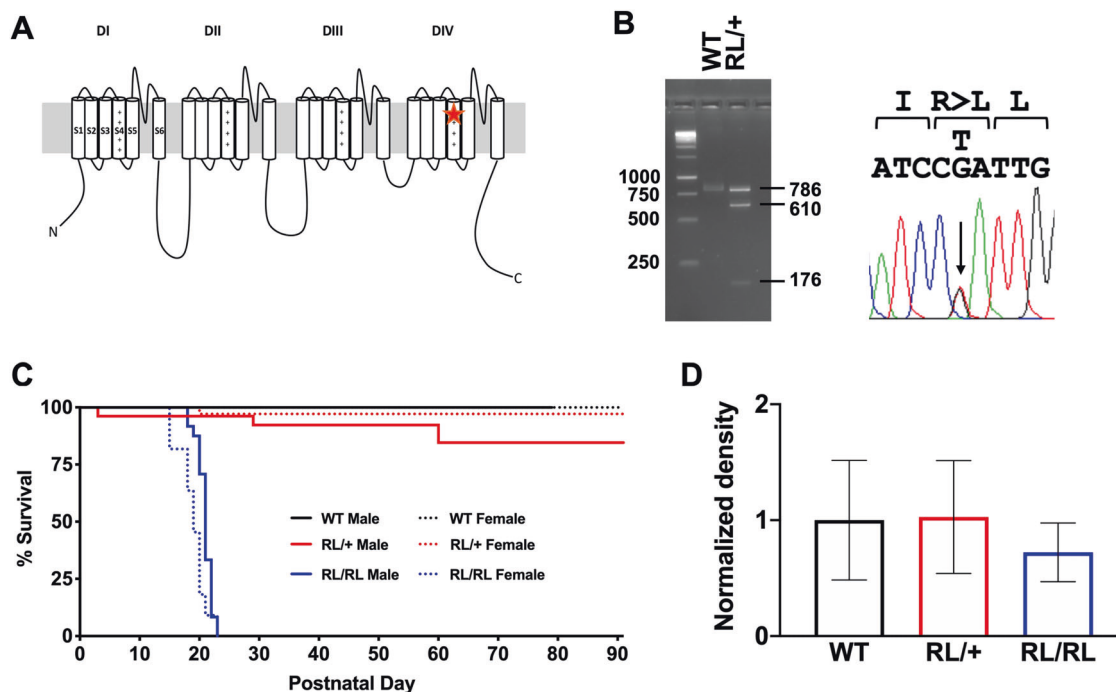 A
DI DII DIII DIV
S1 S2 S3 S4 S5 S6
+ + + +
+ + + +
+ + + +
+ + + +
N
C
B
WT
RL/+
1000
750
500
250
786
610
176
I R>L L
T
ATCCGATTG
C
% Survival
100
75
50
25
0
0 10 20 30 40 50 60 70 80 90
Postnatal Day
WT Male WT Female
RL/+ Male RL/+ Female
RL/RL Male RL/RL Female
D
Normalized density
2
1
0
WT RL/+ RL/RL